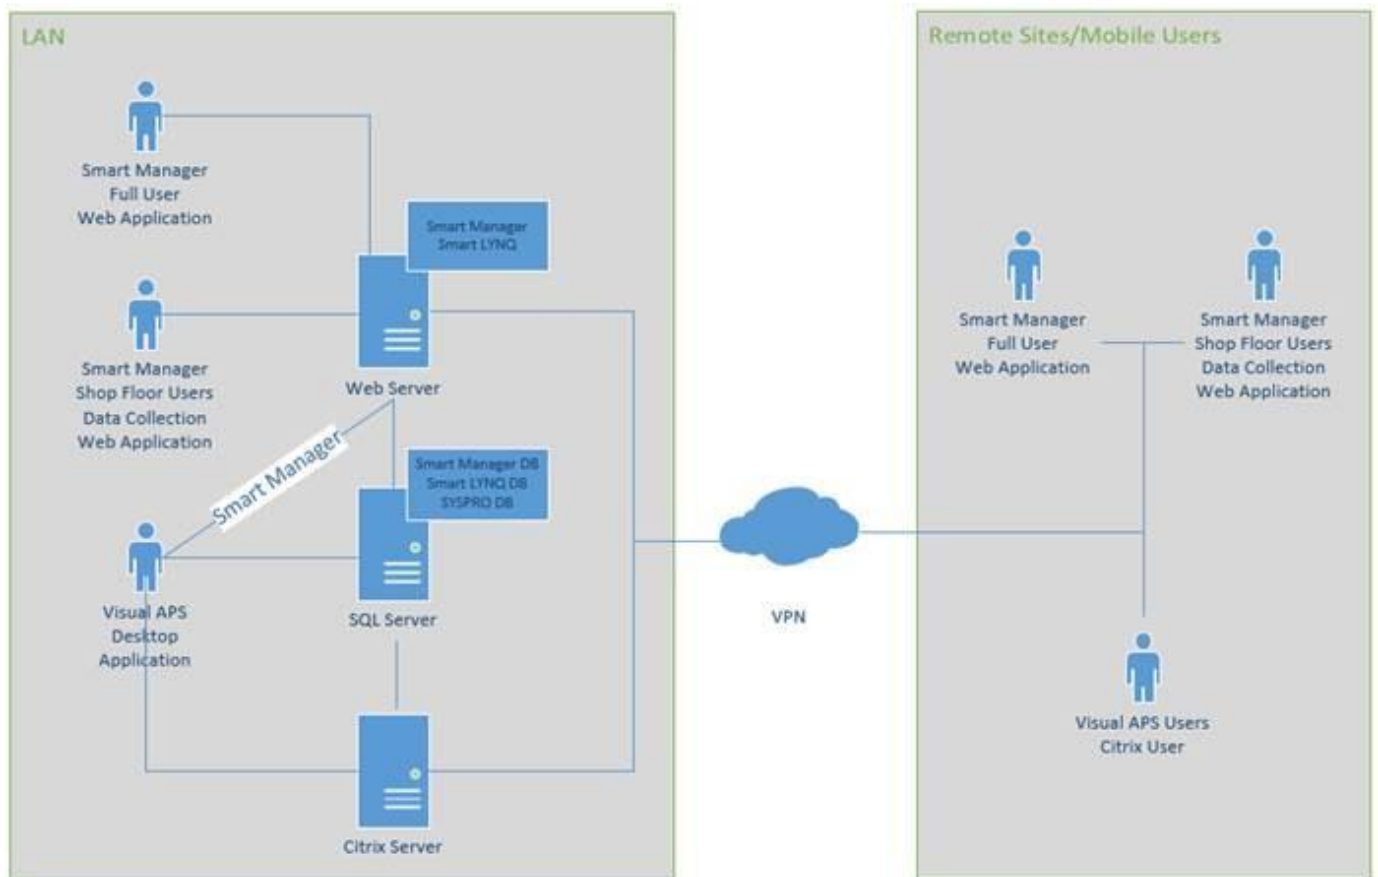 LAN
Smart Manager
Full User
Web Application
Smart Manager
Smart LYNQ
Smart Manager
Shop Floor Users
Data Collection
Web Application
Web Server
Smart Manager
Smart Manager DB
Smart LYNQ DB
SYSPRO DB
Visual APS
Desktop
Application
SQL Server
Citrix Server
VPN
Remote Sites/Mobile Users
Smart Manager
Full User
Web Application
Smart Manager
Shop Floor Users
Data Collection
Web Application
Visual APS Users
Citrix User